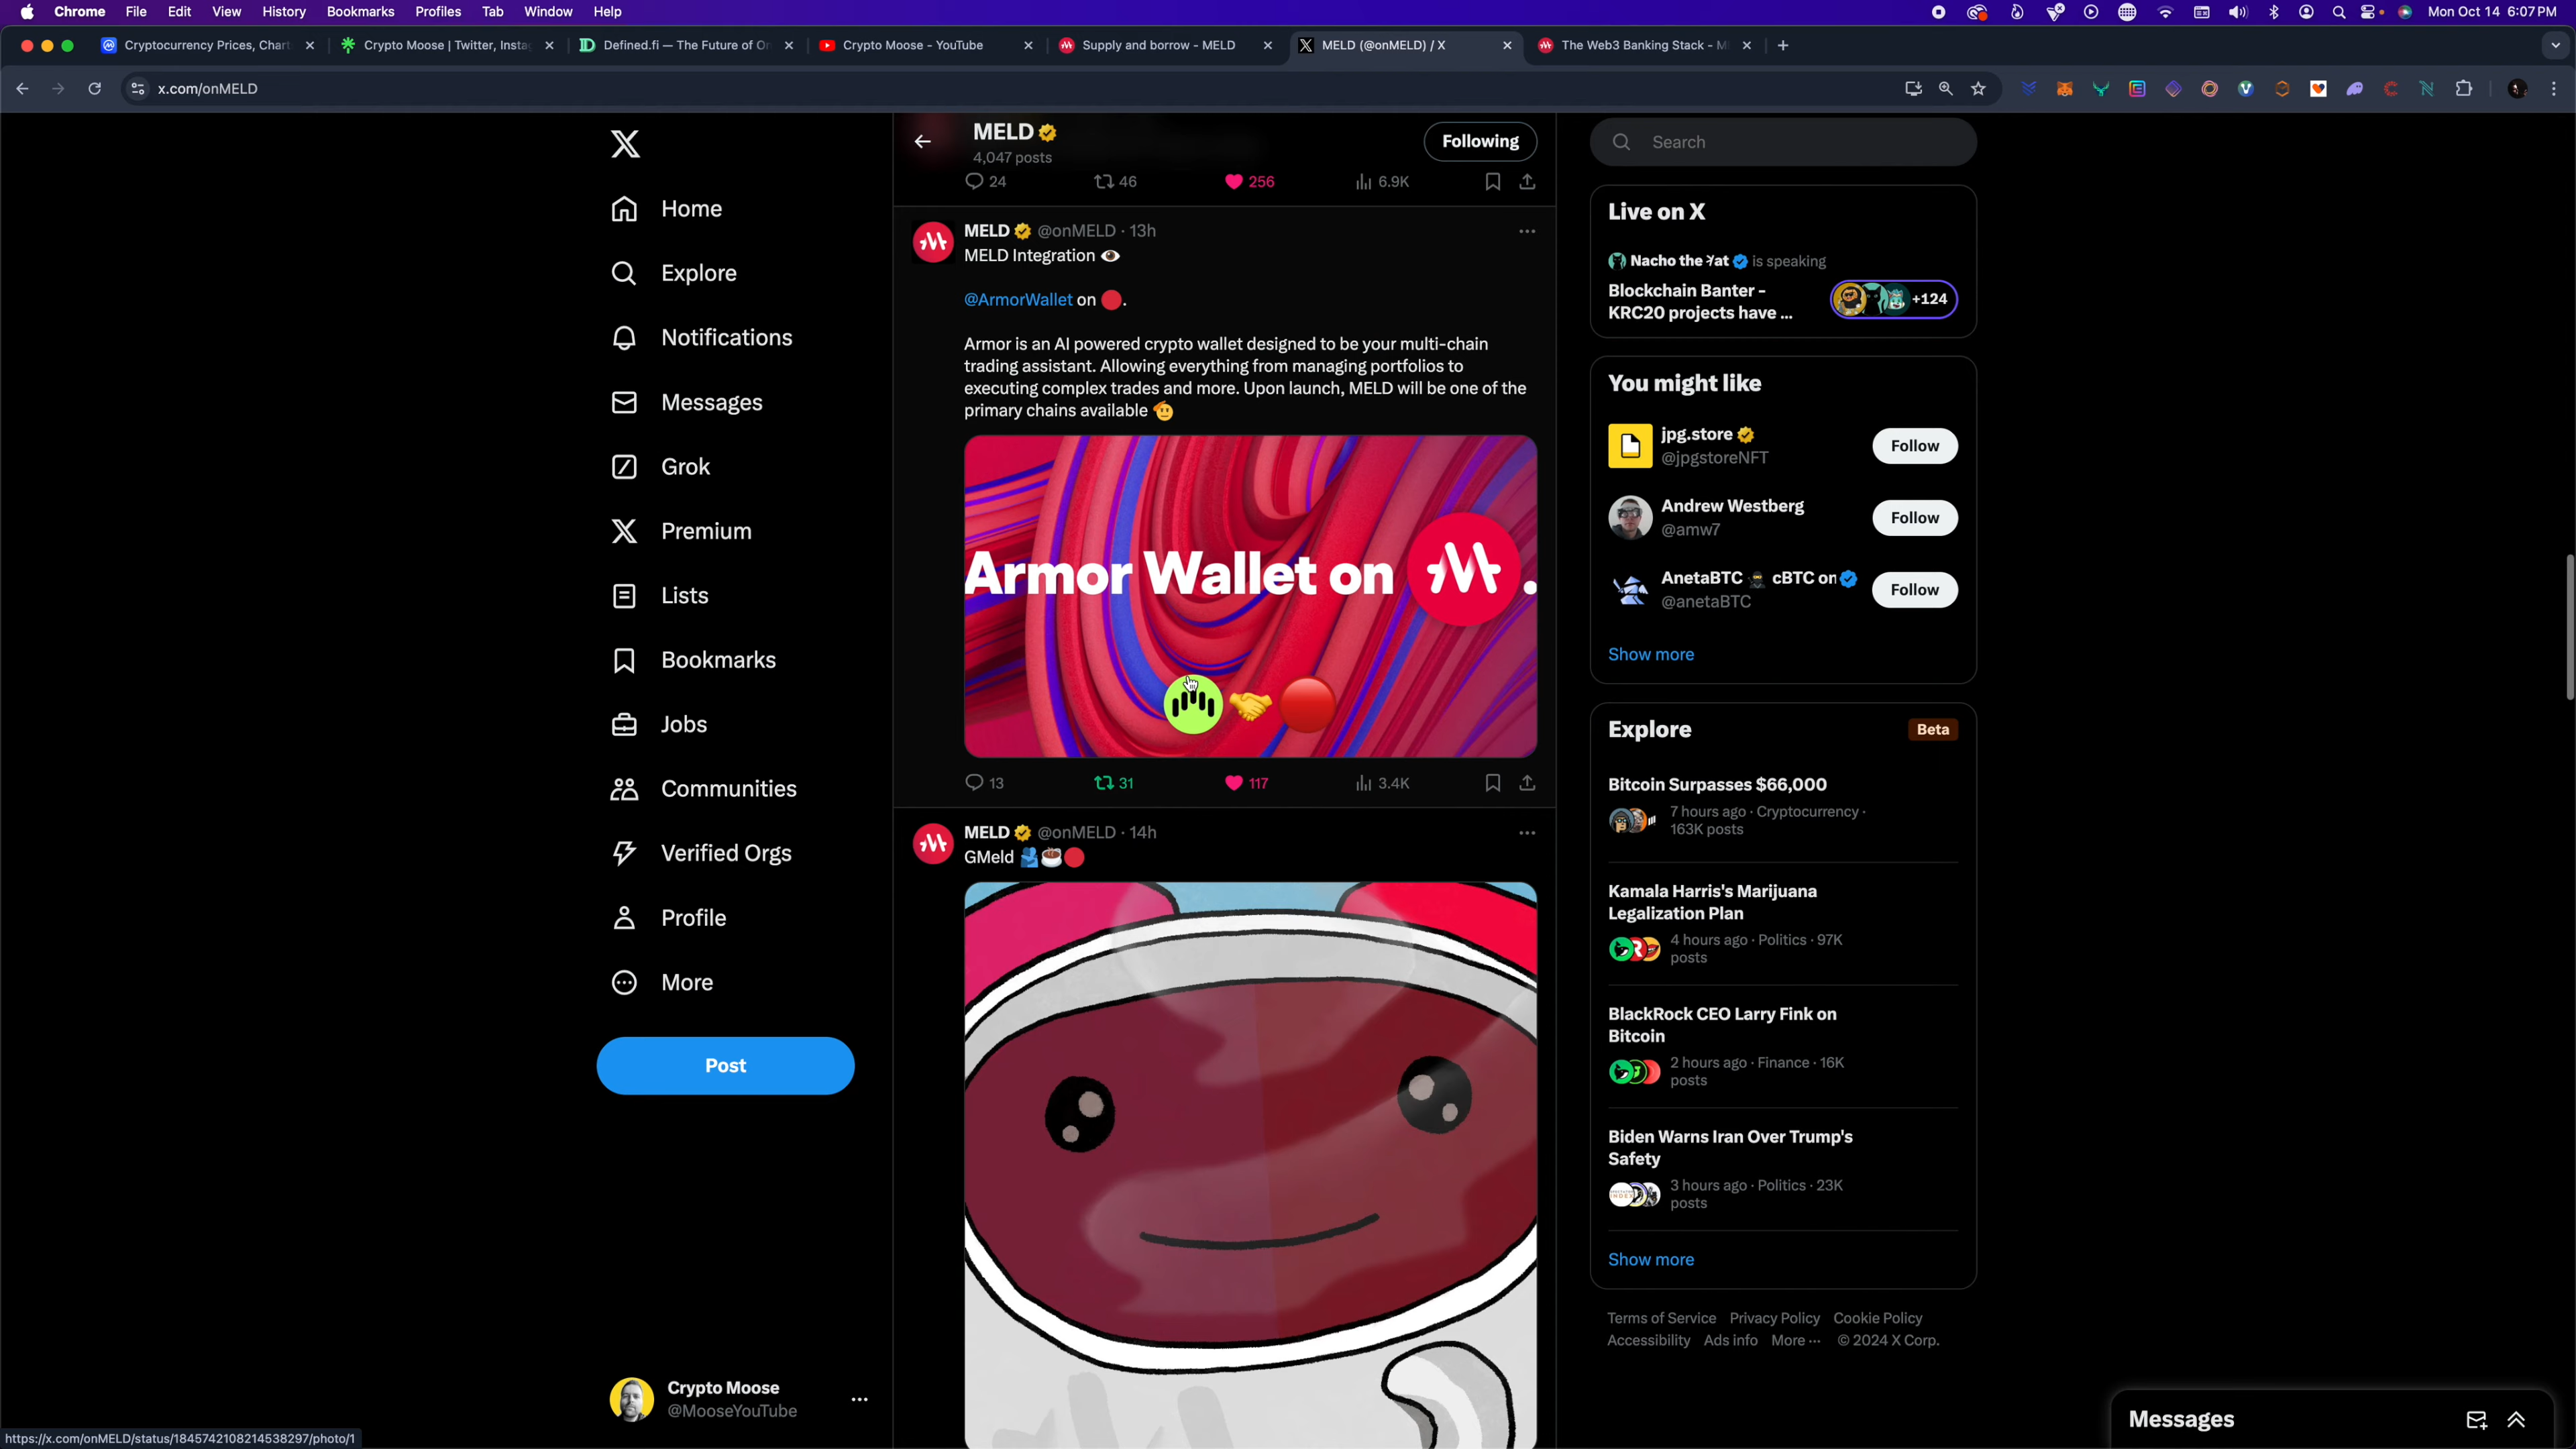 Chrome File Edit View History Bookmarks Profiles Tab Window Help
Mon Oct 14 6:07 PM
Cryptocurrency Prices, Chart
Crypto Moose | Twitter, Insta
Defined.fi — The Future of On
Crypto Moose - YouTube
Supply and borrow - MELD
MELD (@onMELD) / X
The Web3 Banking Stack - M
x.com/onMELD
Home
Explore
Notifications
Messages
Grok
Premium
Lists
Bookmarks
Jobs
Communities
Verified Orgs
Profile
More
Post
Crypto Moose
@MooseYouTube
https://x.com/onMELD/status/1845742108214538297/photo/1
MELD
4,047 posts
Following
24 46 256 6.9K
MELD @onMELD · 13h
MELD Integration 👁
@ArmorWallet on 🔴.
Armor is an AI powered crypto wallet designed to be your multi-chain
trading assistant. Allowing everything from managing portfolios to
executing complex trades and more. Upon launch, MELD will be one of the
primary chains available 🫡
Armor Wallet on .
13 31 117 3.4K
MELD @onMELD · 14h
GMeld 🫂☕🔴
Search
Live on X
Nacho the 𐤊at is speaking
Blockchain Banter -
KRC20 projects have ...
+124
You might like
jpg.store
@jpgstoreNFT
Follow
Andrew Westberg
@amw7
Follow
AnetaBTC 🥷 cBTC on
@anetaBTC
Follow
Show more
Explore
Beta
Bitcoin Surpasses $66,000
7 hours ago · Cryptocurrency ·
163K posts
Kamala Harris's Marijuana
Legalization Plan
4 hours ago · Politics · 97K
posts
BlackRock CEO Larry Fink on
Bitcoin
2 hours ago · Finance · 16K
posts
Biden Warns Iran Over Trump's
Safety
3 hours ago · Politics · 23K
posts
Show more
Terms of Service Privacy Policy Cookie Policy
Accessibility Ads info More ··· © 2024 X Corp.
Messages